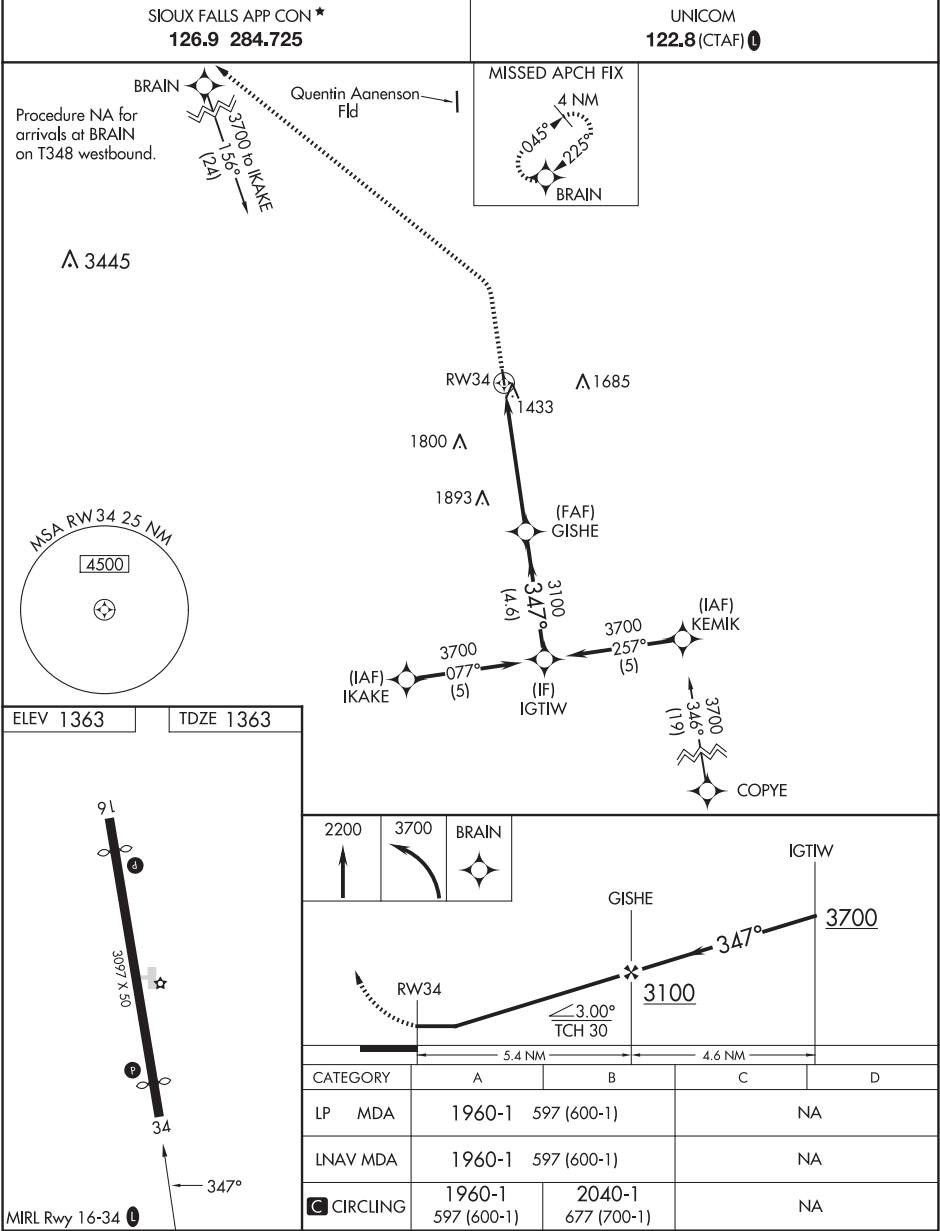 SIOUX FALLS APP CON ★
126.9 284.725
UNICOM
122.8 (CTAF) L
BRAIN
Procedure NA for
arrivals at BRAIN
on T348 westbound.
3700 to IKAKE
156°
(24)
Quentin Aanenson
Fld
MISSED APCH FIX
4 NM
045°
225°
BRAIN
3445
RW34
1685
1433
1800
1893
(FAF)
GISHE
MSA RW34 25 NM
4500
3100
347°
(4.6)
(IAF)
KEMIK
3700
257°
(5)
3700
077°
(5)
(IAF)
IKAKE
(IF)
IGTIW
3700
346°
(19)
COPYE
ELEV 1363
TDZE 1363
16
P
3097 X 50
P
34
347°
MIRL Rwy 16-34 L
2200
3700
BRAIN
IGTIW
GISHE
3700
347°
3100
RW34
3.00°
TCH 30
5.4 NM
4.6 NM
CATEGORY A B C D
LP MDA 1960-1 597 (600-1) NA
LNAV MDA 1960-1 597 (600-1) NA
C CIRCLING 1960-1 2040-1 NA
597 (600-1) 677 (700-1)